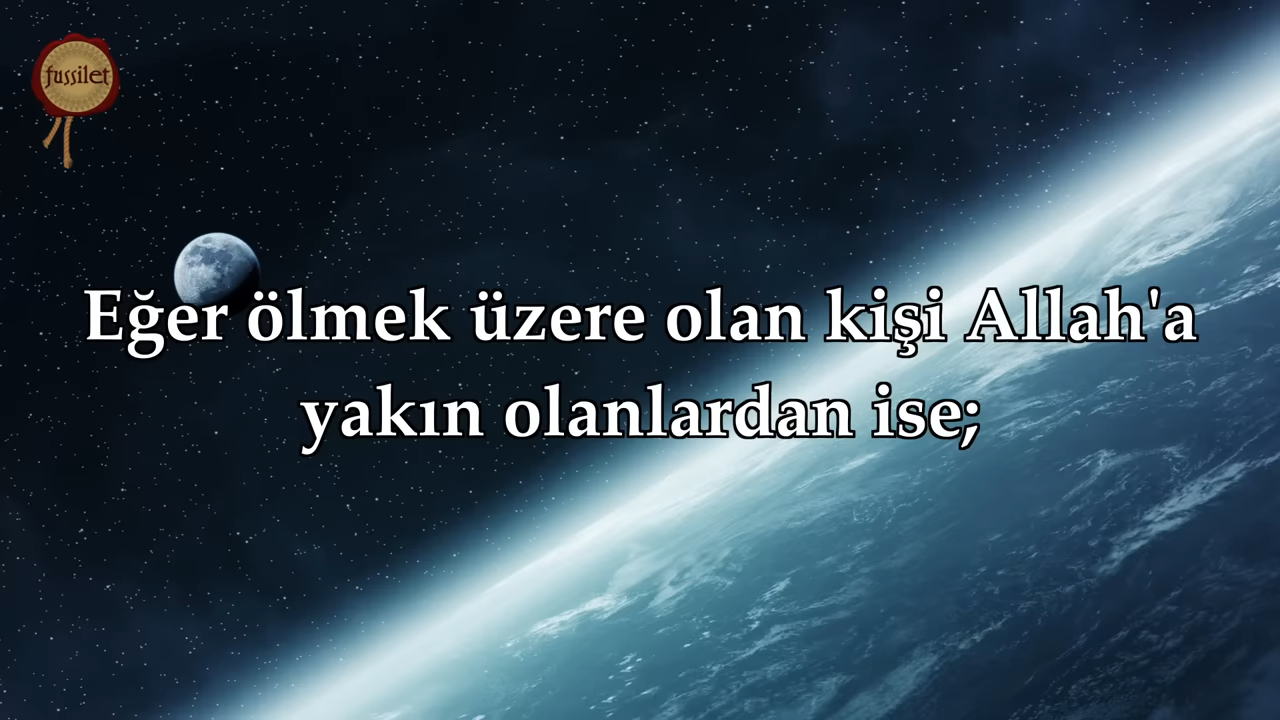 fussilet
Eğer ölmek üzere olan kişi Allah'a
yakın olanlardan ise;